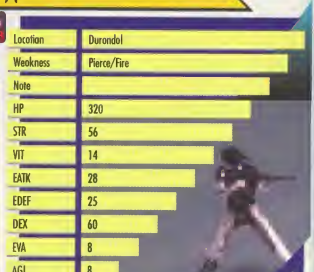 Location Durondol
Weakness Pierce/Fire
Note
HP 320
STR 56
VIT 14
EATK 28
EDEF 25
DEX 60
EVA 8
AGI 8